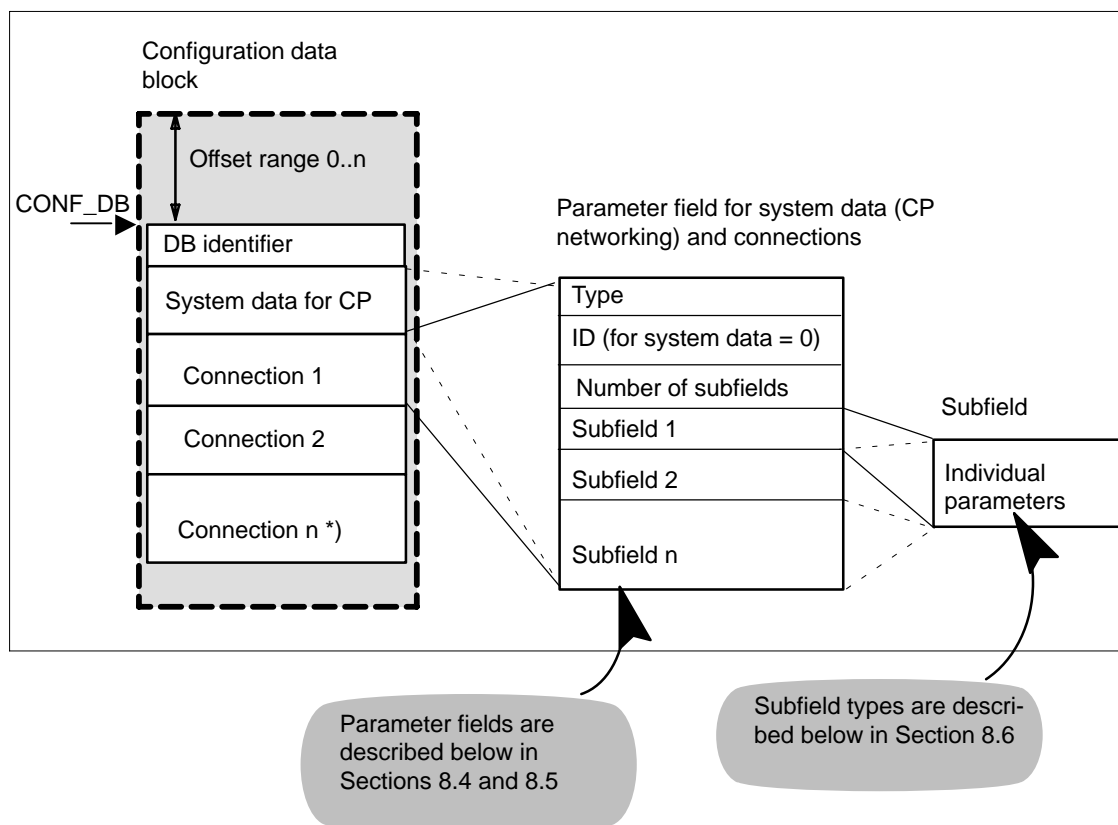 Configuration data
block
Offset range 0..n
CONF_DB
DB identifier
System data for CP
Connection 1
Connection 2
Connection n *)
Parameter field for system data (CP
networking) and connections
Type
ID (for system data = 0)
Number of subfields
Subfield 1
Subfield 2
Subfield n
Subfield
Individual
parameters
Parameter fields are
described below in
Sections 8.4 and 8.5
Subfield types are descri-
bed below in Section 8.6